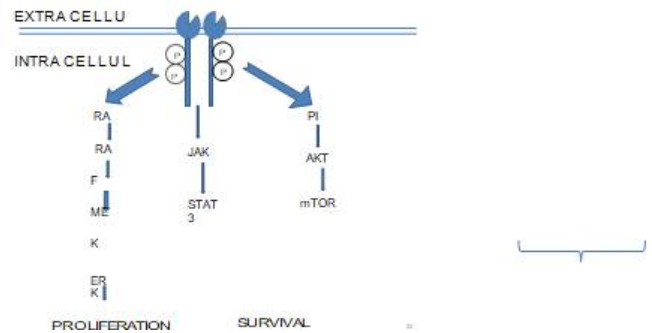 EXTRA CELLU
INTRA CELLUL
P P
P P
RA PI
RA JAK AKT
F
ME STAT mTOR
3
K
ER
K
PROLIFERATION SURVIVAL